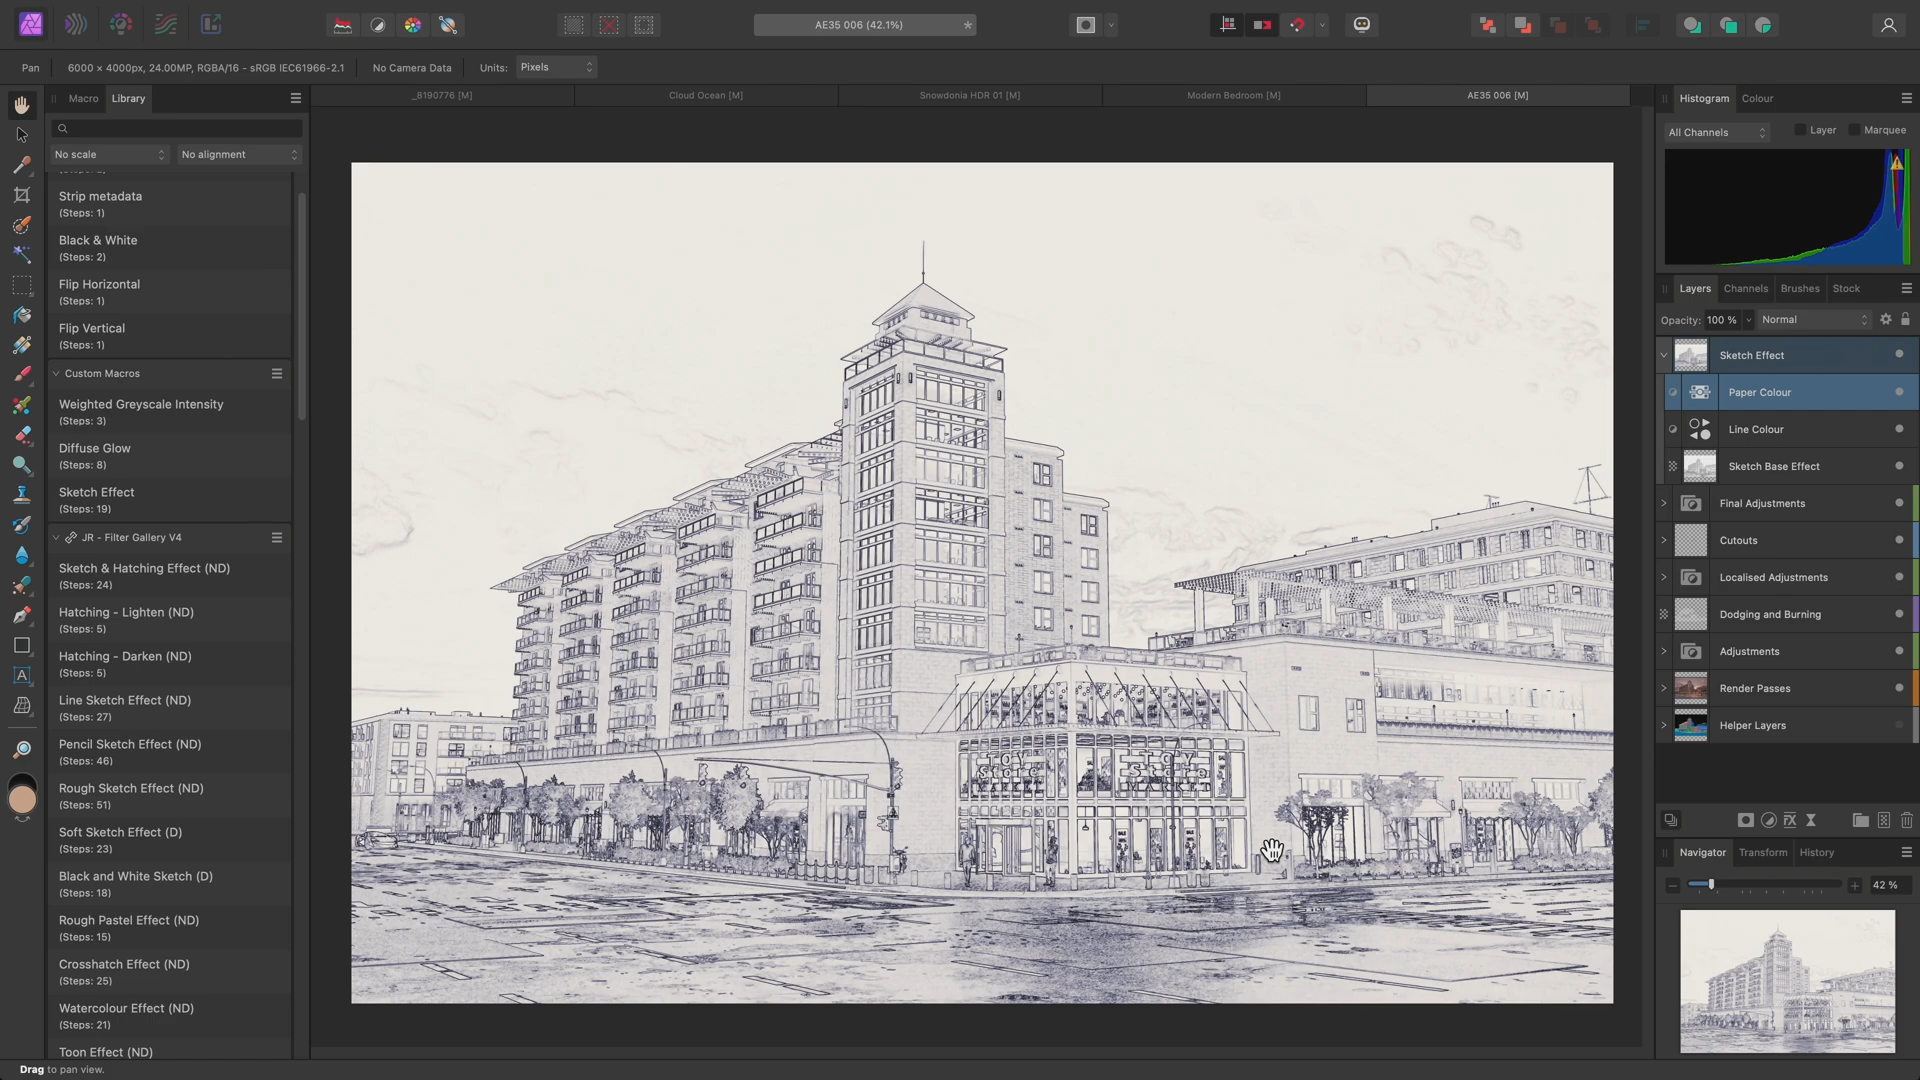 AE35 006 (42.1%)
*
Pan
6000 × 4000px, 24.00MP, RGBA/16 - sRGB IEC61966-2.1
No Camera Data
Units:
Pixels
Macro
Library
_8190776 [M]
Cloud Ocean [M]
Snowdonia HDR 01 [M]
Modern Bedroom [M]
AE35 006 [M]
No scale
No alignment
Strip metadata
(Steps: 1)
Black & White
(Steps: 2)
Flip Horizontal
(Steps: 1)
Flip Vertical
(Steps: 1)
Custom Macros
Weighted Greyscale Intensity
(Steps: 3)
Diffuse Glow
(Steps: 8)
Sketch Effect
(Steps: 19)
JR - Filter Gallery V4
Sketch & Hatching Effect (ND)
(Steps: 24)
Hatching - Lighten (ND)
(Steps: 5)
Hatching - Darken (ND)
(Steps: 5)
Line Sketch Effect (ND)
(Steps: 27)
Pencil Sketch Effect (ND)
(Steps: 46)
Rough Sketch Effect (ND)
(Steps: 51)
Soft Sketch Effect (D)
(Steps: 23)
Black and White Sketch (D)
(Steps: 18)
Rough Pastel Effect (ND)
(Steps: 15)
Crosshatch Effect (ND)
(Steps: 25)
Watercolour Effect (ND)
(Steps: 21)
Toon Effect (ND)
Drag to pan view.
TOY
Store
MARKET
TOY
Store
MARKET
Histogram
Colour
All Channels
Layer
Marquee
Layers
Channels
Brushes
Stock
Opacity:
100 %
Normal
Sketch Effect
Paper Colour
Line Colour
Sketch Base Effect
Final Adjustments
Cutouts
Localised Adjustments
Dodging and Burning
Adjustments
Render Passes
Helper Layers
Navigator
Transform
History
42 %